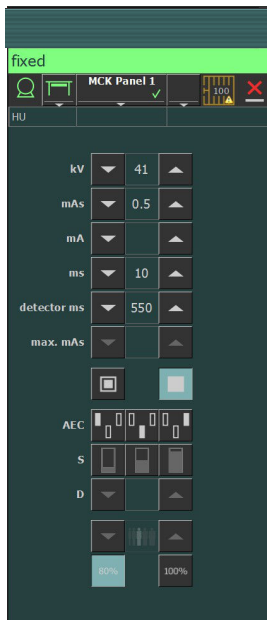 fixed
MCK Panel 1
100
HU
kV 41
mAs 0.5
mA
ms 10
detector ms 550
max. mAs
AEC
S
D
80% 100%